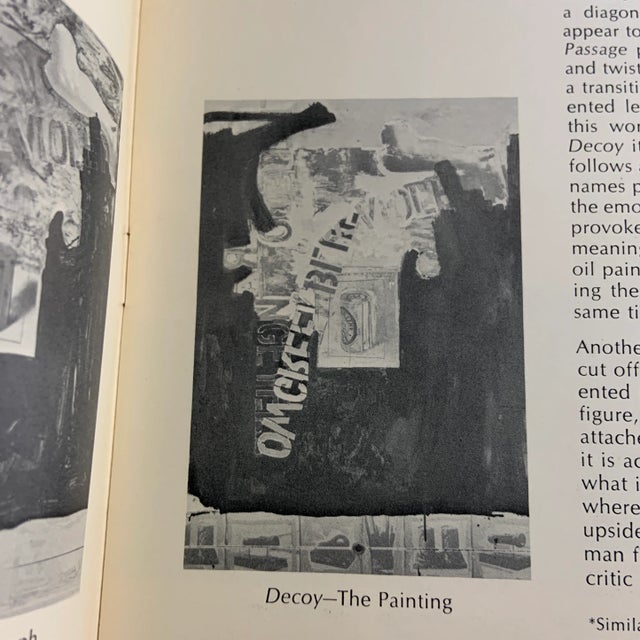 a diagon
appear to
Passage p
and twist
a transiti
ented le
this wor
Decoy it
follows a
names p
the emo
provoke
meaning
oil pain
ing the
same ti
Anothe
cut off
ented
figure,
attache
it is ac
what i
where
upside
man f
critic
*Simila
Decoy—The Painting